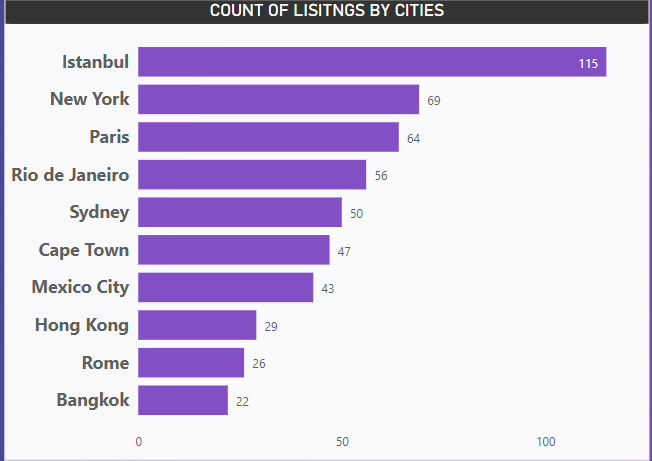 COUNT OF LISITNGS BY CITIES
Istanbul 115
New York 69
Paris 64
Rio de Janeiro 56
Sydney 50
Cape Town 47
Mexico City 43
Hong Kong 29
Rome 26
Bangkok 22
0 50 100